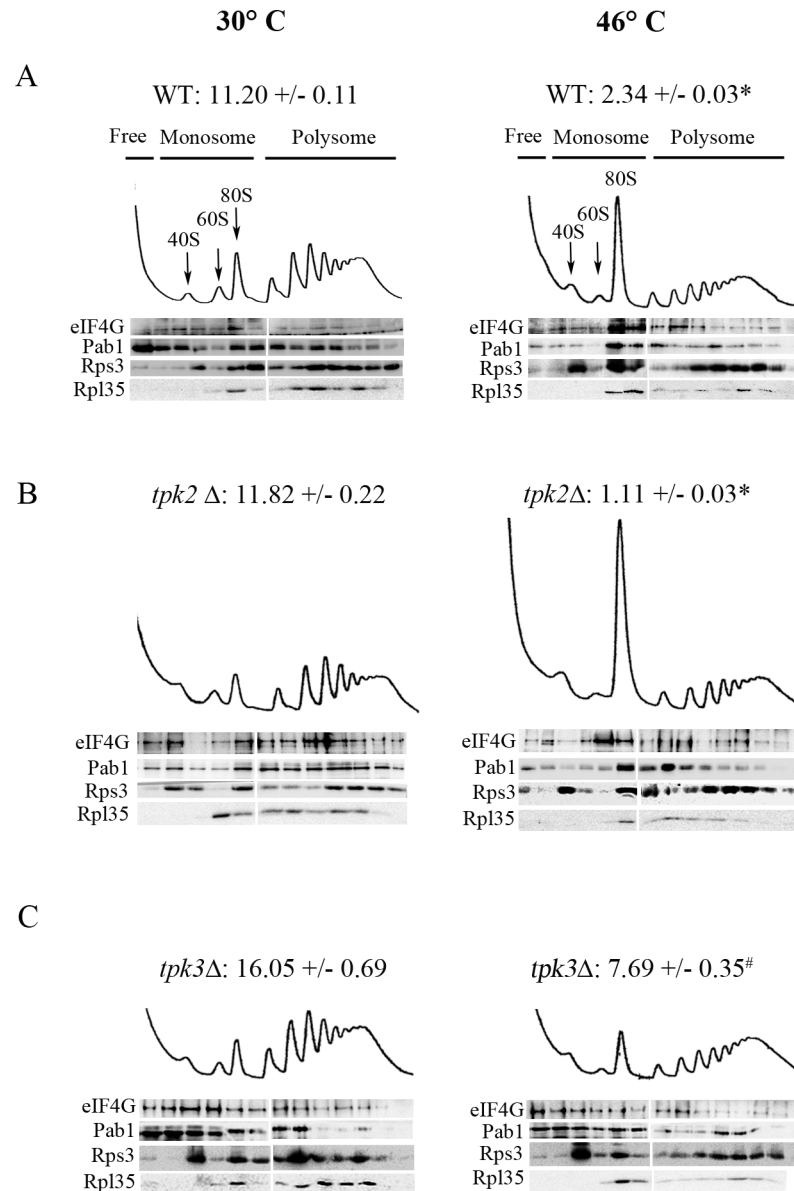 30° C
46° C
A
WT: 11.20 +/- 0.11
WT: 2.34 +/- 0.03*
Free Monosome Polysome
Free Monosome Polysome
80S
60S
40S
80S
60S
40S
eIF4G
Pab1
Rps3
Rpl35
eIF4G
Pab1
Rps3
Rpl35
B
tpk2 Δ: 11.82 +/- 0.22
tpk2Δ: 1.11 +/- 0.03*
eIF4G
Pab1
Rps3
Rpl35
eIF4G
Pab1
Rps3
Rpl35
C
tpk3Δ: 16.05 +/- 0.69
tpk3Δ: 7.69 +/- 0.35#
eIF4G
Pab1
Rps3
Rpl35
eIF4G
Pab1
Rps3
Rpl35